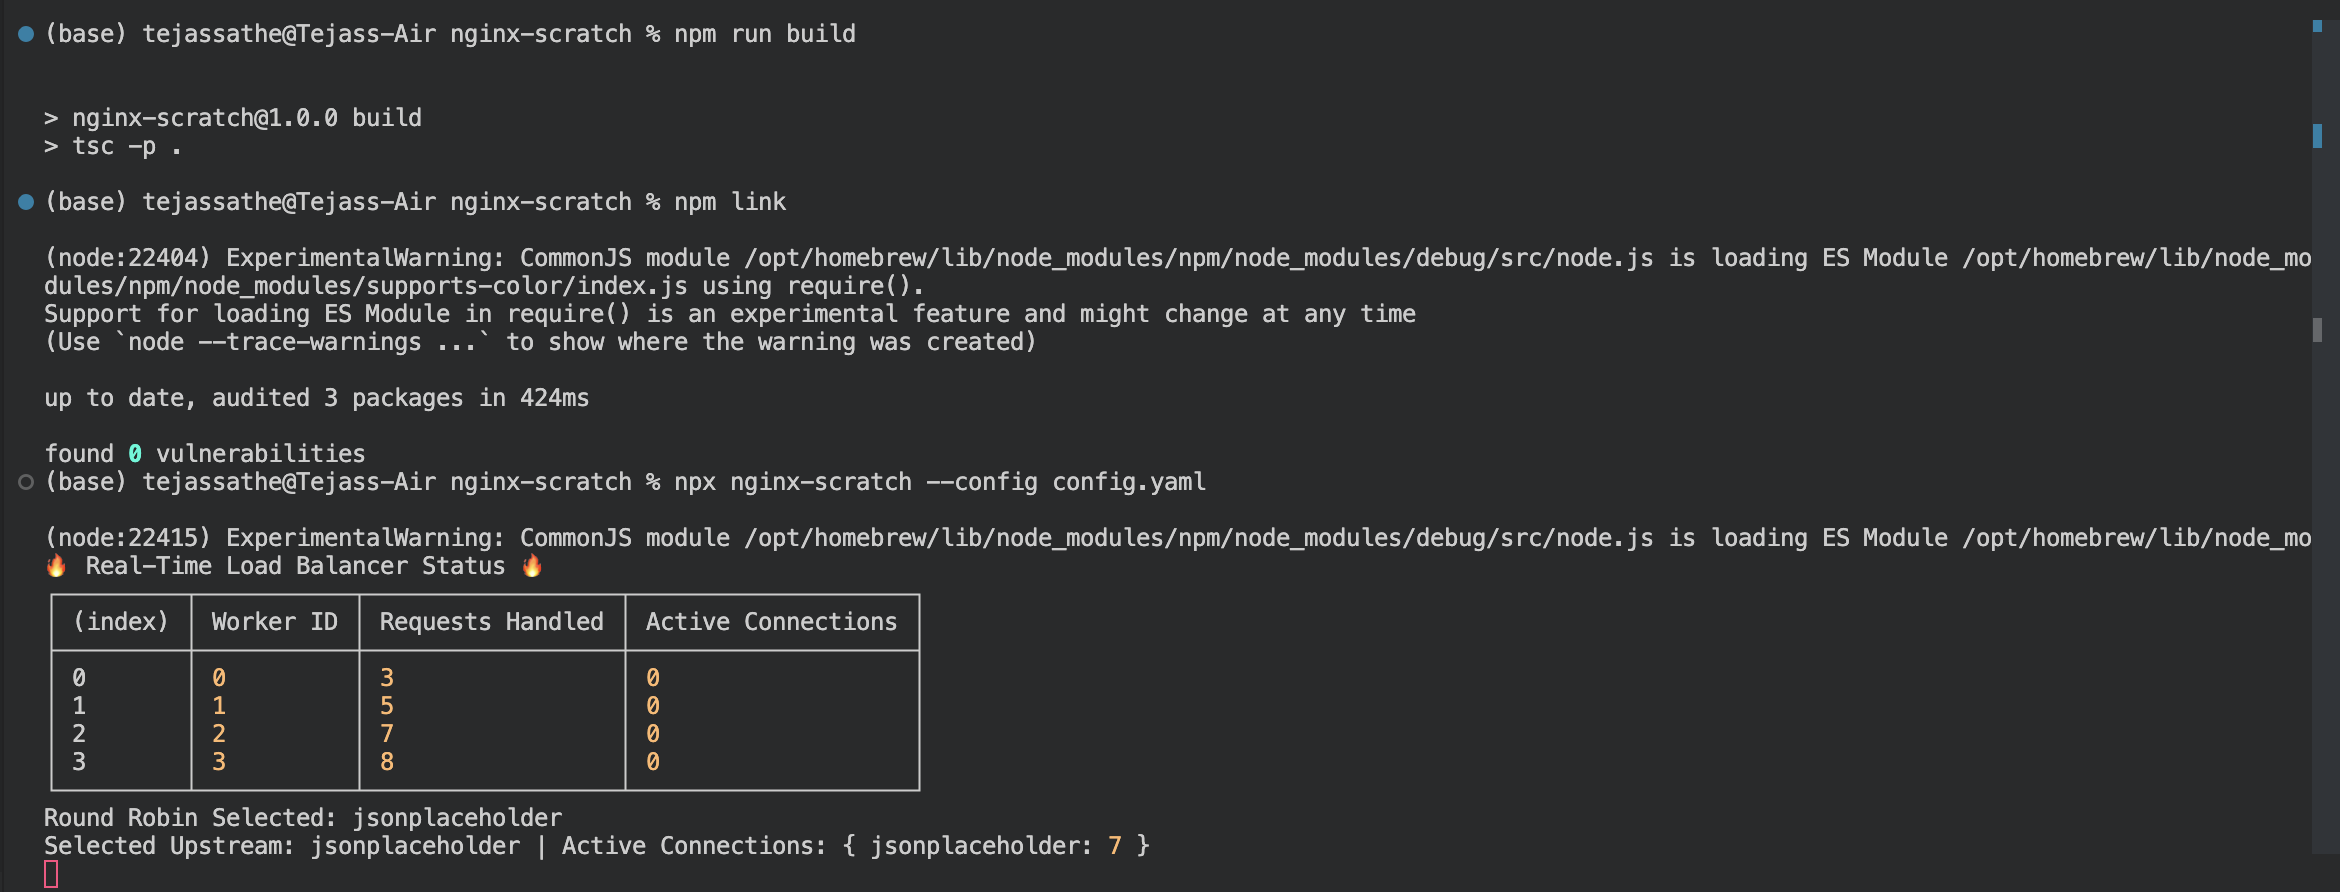 (base) tejassathe@Tejass-Air nginx-scratch % npm run build
> nginx-scratch@1.0.0 build
> tsc -p .
(base) tejassathe@Tejass-Air nginx-scratch % npm link
(node:22404) ExperimentalWarning: CommonJS module /opt/homebrew/lib/node_modules/npm/node_modules/debug/src/node.js is loading ES Module /opt/homebrew/lib/node_mo
dules/npm/node_modules/supports-color/index.js using require().
Support for loading ES Module in require() is an experimental feature and might change at any time
(Use `node --trace-warnings ...` to show where the warning was created)
up to date, audited 3 packages in 424ms
found 0 vulnerabilities
(base) tejassathe@Tejass-Air nginx-scratch % npx nginx-scratch --config config.yaml
(node:22415) ExperimentalWarning: CommonJS module /opt/homebrew/lib/node_modules/npm/node_modules/debug/src/node.js is loading ES Module /opt/homebrew/lib/node_mo
🔥 Real-Time Load Balancer Status 🔥
(index) Worker ID Requests Handled Active Connections
0 0 3 0
1 1 5 0
2 2 7 0
3 3 8 0
Round Robin Selected: jsonplaceholder
Selected Upstream: jsonplaceholder | Active Connections: { jsonplaceholder: 7 }